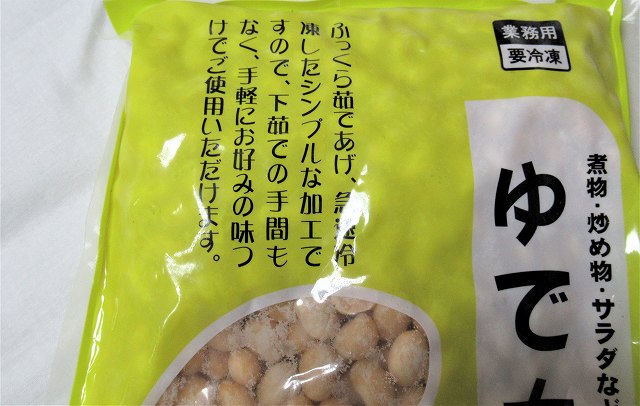 業務用
要冷凍
煮物・炒め物・サラダなど
ゆで
ふっくら茹であげ、急速冷
凍したシンプルな加工で
すので、下茹での手間も
なく、手軽にお好みの味つ
けでご使用いただけます。